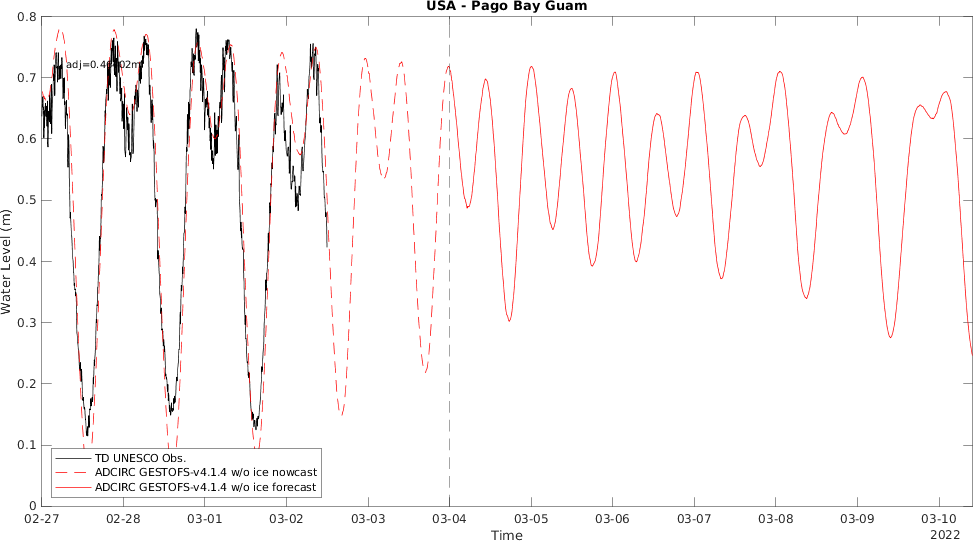 USA - Pago Bay Guam
0.8
0.7
0.6
0.5
0.4
0.3
0.2
0.1
0
Water Level (m)
TD UNESCO Obs.
ADCIRC GESTOFS-v4.1.4 w/o ice nowcast
ADCIRC GESTOFS-v4.1.4 w/o ice forecast
02-27 02-28 03-01 03-02 03-03 03-04 03-05 03-06 03-07 03-08 03-09 03-10
Time
2022